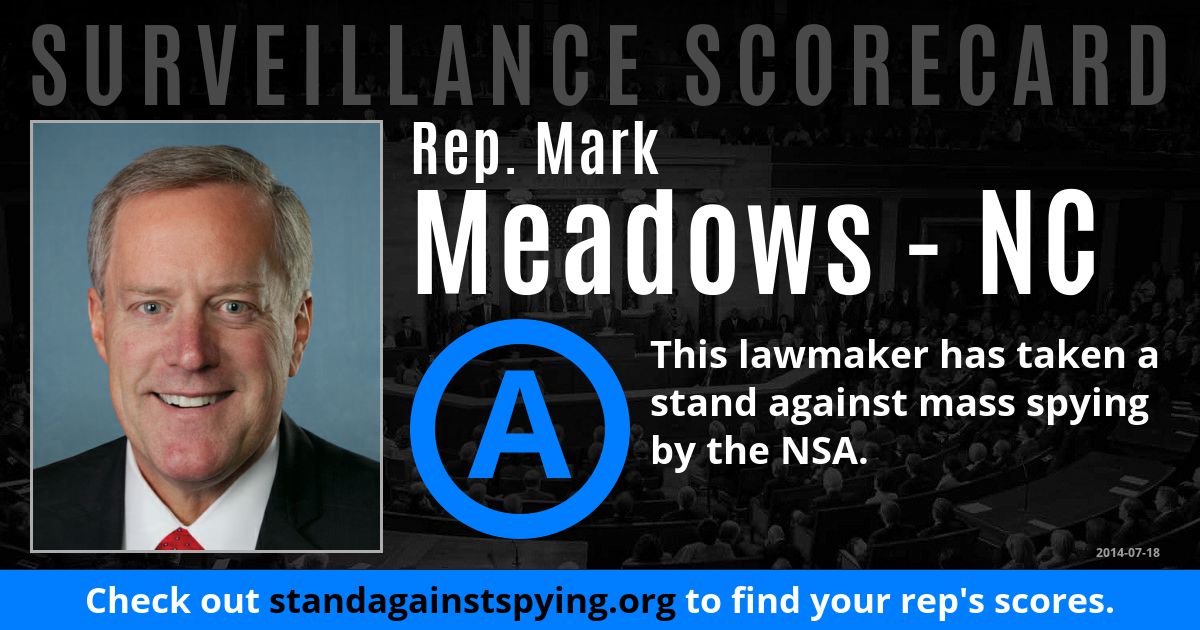 SURVEILLANCE SCORECARD
Rep. Mark
Meadows - NC
A
This lawmaker has taken a
stand against mass spying
by the NSA.
2014-07-18
Check out standagainstspying.org to find your rep's scores.